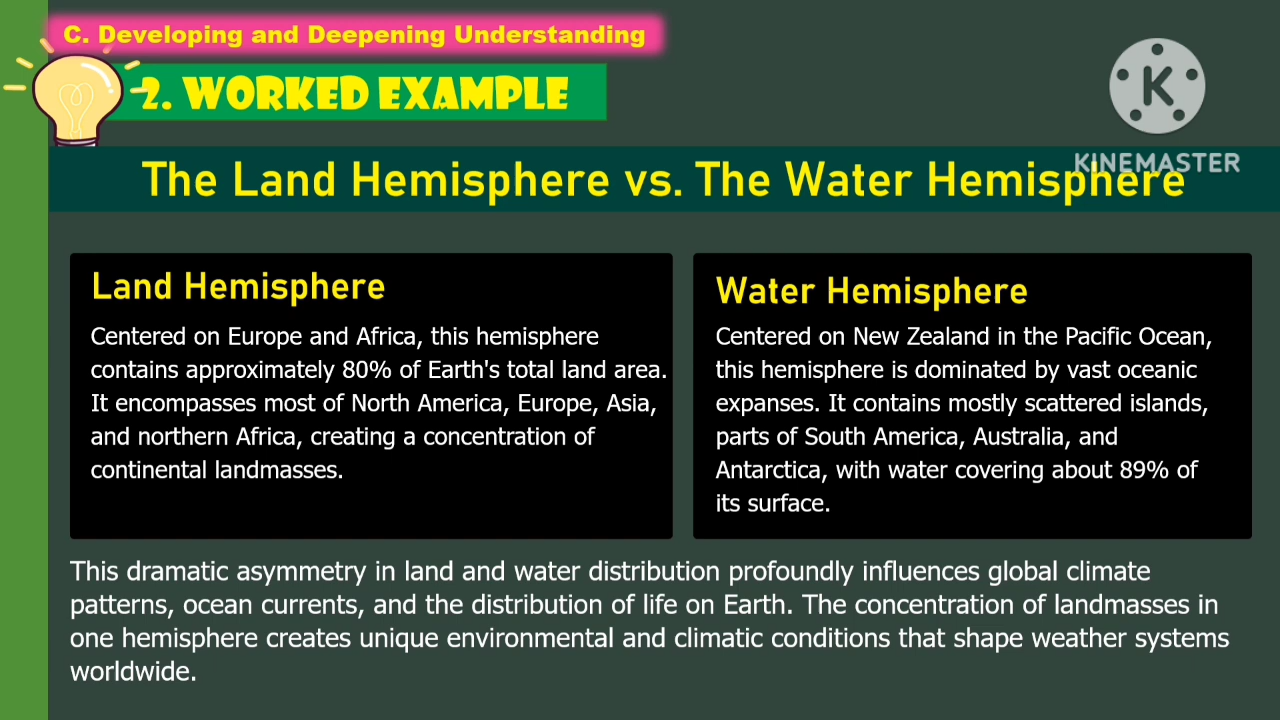 C. Developing and Deepening Understanding
2. WORKED EXAMPLE
K
KINEMASTER
The Land Hemisphere vs. The Water Hemisphere
Land Hemisphere
Centered on Europe and Africa, this hemisphere
contains approximately 80% of Earth's total land area.
It encompasses most of North America, Europe, Asia,
and northern Africa, creating a concentration of
continental landmasses.
Water Hemisphere
Centered on New Zealand in the Pacific Ocean,
this hemisphere is dominated by vast oceanic
expanses. It contains mostly scattered islands,
parts of South America, Australia, and
Antarctica, with water covering about 89% of
its surface.
This dramatic asymmetry in land and water distribution profoundly influences global climate
patterns, ocean currents, and the distribution of life on Earth. The concentration of landmasses in
one hemisphere creates unique environmental and climatic conditions that shape weather systems
worldwide.